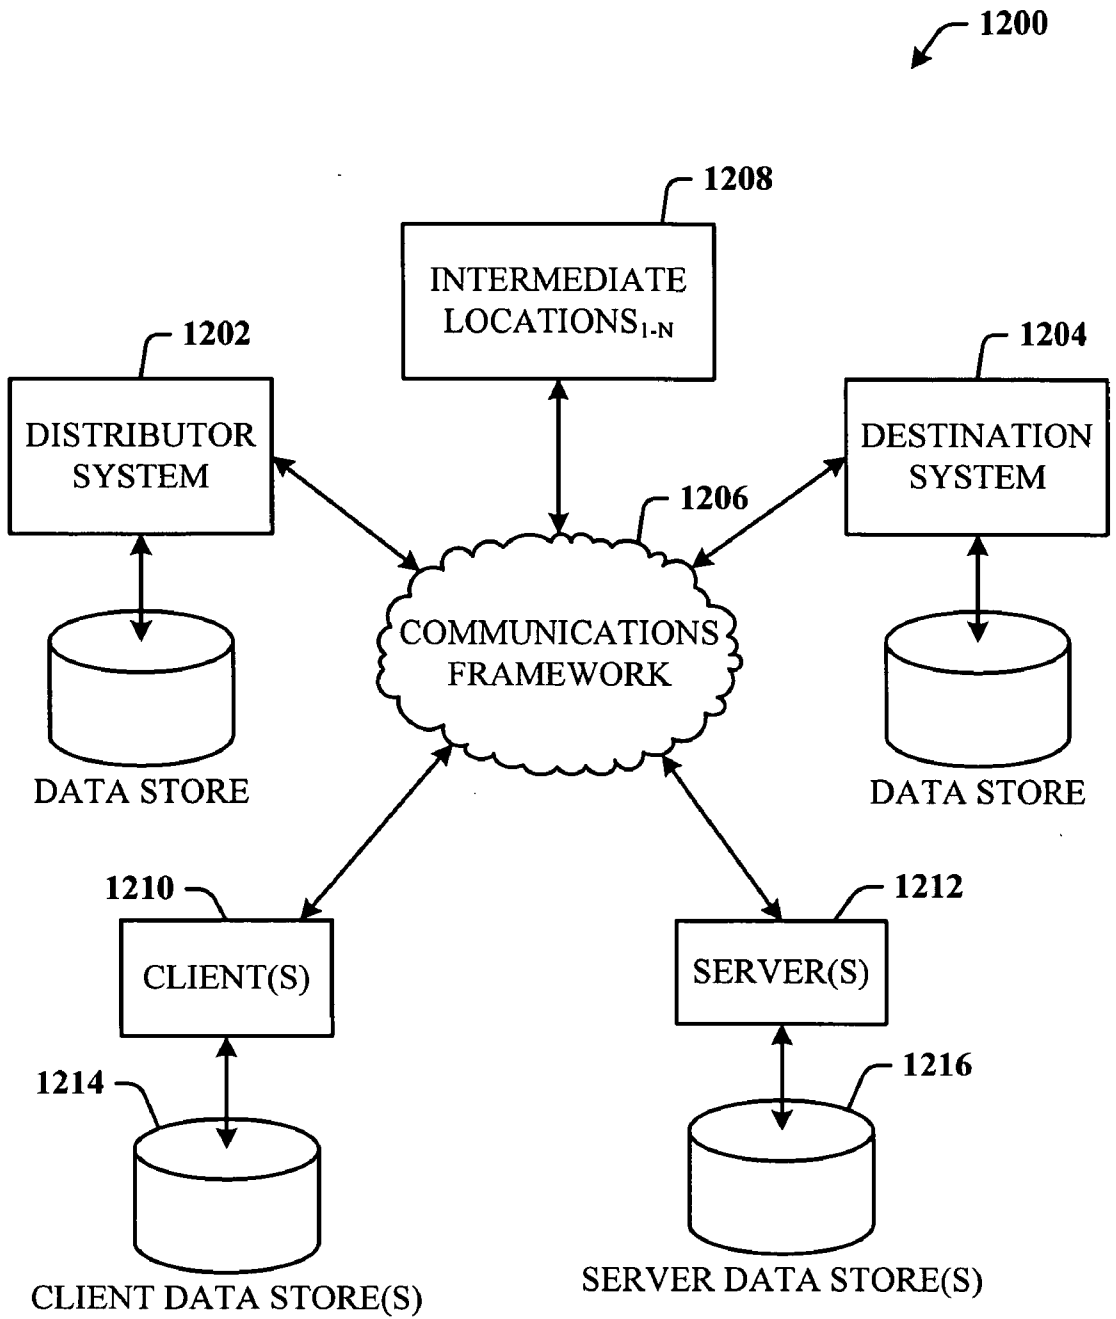 1200
1208
INTERMEDIATE
LOCATIONS1-N
1202
DISTRIBUTOR
SYSTEM
1204
DESTINATION
SYSTEM
1206
COMMUNICATIONS
FRAMEWORK
DATA STORE
DATA STORE
1210
CLIENT(S)
1212
SERVER(S)
1214
CLIENT DATA STORE(S)
1216
SERVER DATA STORE(S)